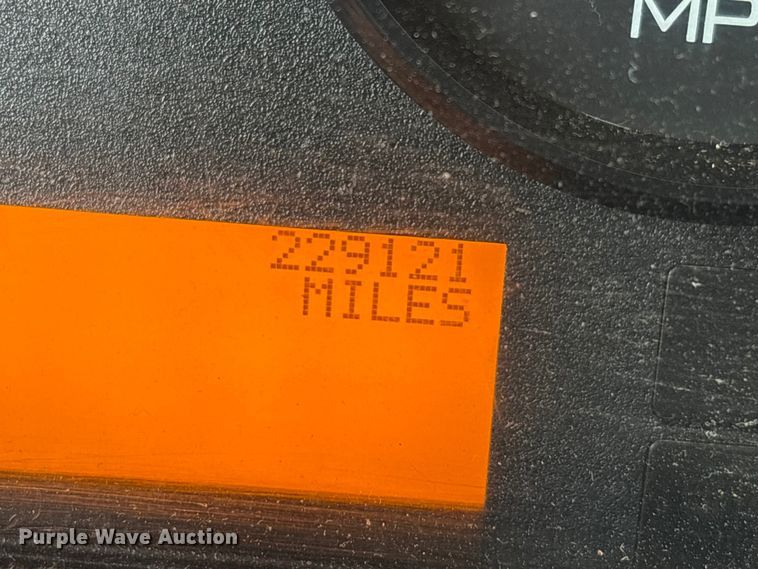 MP
229121
MILES
Purple Wave Auction